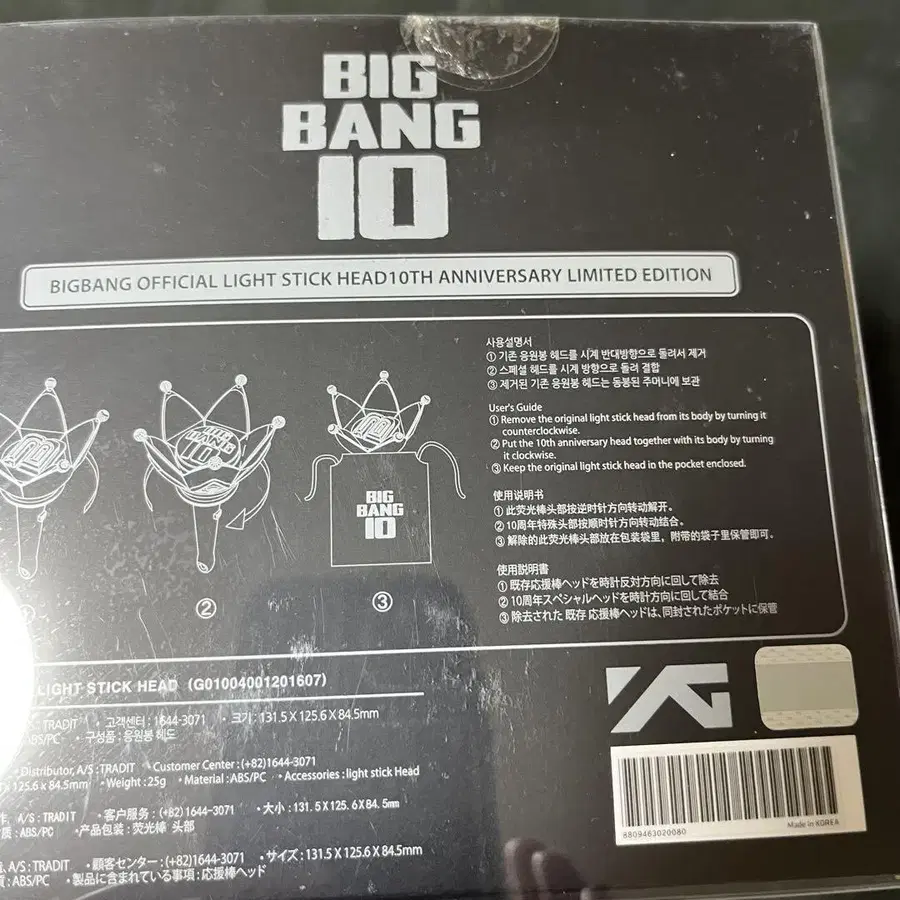 BIG
BANG
10
BIGBANG OFFICIAL LIGHT STICK HEAD10TH ANNIVERSARY LIMITED EDITION
사용설명서
① 기존 응원봉 헤드를 시계 반대방향으로 돌려서 제거
② 스페셜 헤드를 시계 방향으로 돌려 결합
③ 제거된 기존 응원봉 헤드는 동봉된 주머니에 보관
User's Guide
① Remove the original light stick head from its body by turning it
counterclockwise.
② Put the 10th anniversary head together with its body by turning
it clockwise.
③ Keep the original light stick head in the pocket enclosed.
使用说明书
① 此荧光棒头部按逆时针方向转动解开。
② 10周年特殊头部按顺时针方向转动结合。
③ 解除的此荧光棒头部放在包装袋里，附带的袋子里保管即可。
使用説明書
① 既存応援棒ヘッドを時計反対方向に回して除去
② 10周年スペシャルヘッドを時計方向に回して結合
③ 除去された 既存 応援棒ヘッドは、同封されたポケットに保管
BIG
BANG
10
BIG
BANG
10
②
③
LIGHT STICK HEAD (G01004001201607)
TRADIT • 고객센터 : 1644-3071 • 크기 : 131.5 X 125.6 X 84.5mm
ABS/PC • 구성품 : 응원봉 헤드
• Distributor, A/S : TRADIT • Customer Center : (+82)1644-3071
x 125.6 x 84.5mm • Weight : 25g • Material : ABS/PC • Accessories : light stick Head
A/S : TRADIT • 客户服务 : (+82) 1644-3071 • 大小 : 131.5 X 125.6 X 84.5mm
: ABS/PC • 产品包装 : 荧光棒 头部
A/S : TRADIT • 顧客センター : (+82)1644-3071 • サイズ : 131.5 X 125.6 X 84.5mm
: ABS/PC • 製品に含まれている事項 : 応援棒ヘッド
YG
Made in KOREA
8809463020080